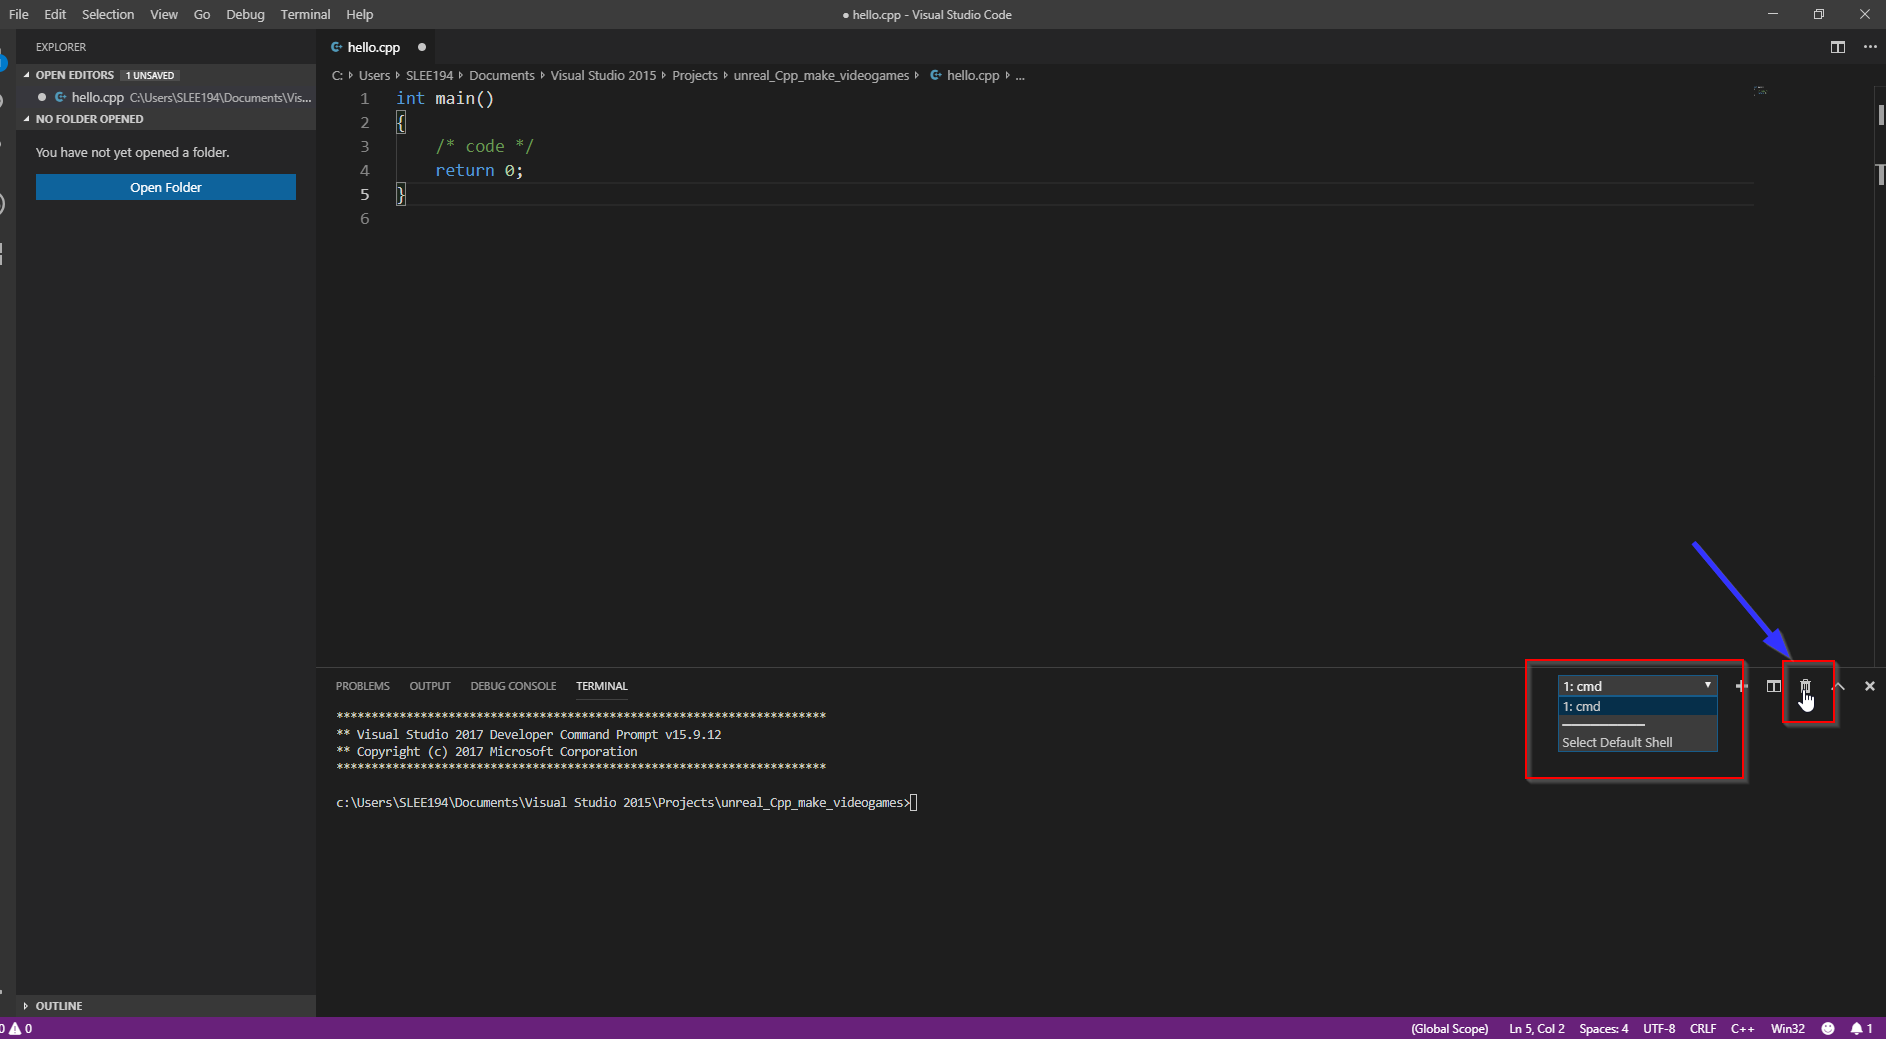 File Edit Selection View Go Debug Terminal Help
● hello.cpp - Visual Studio Code
EXPLORER
OPEN EDITORS 1 UNSAVED
hello.cpp C:\Users\SLEE194\Documents\Vis...
NO FOLDER OPENED
You have not yet opened a folder.
Open Folder
OUTLINE
hello.cpp
C: Users SLEE194 Documents Visual Studio 2015 Projects unreal_Cpp_make_videogames hello.cpp ...
1 int main()
2 {
3 /* code */
4 return 0;
5 }
6
PROBLEMS OUTPUT DEBUG CONSOLE TERMINAL
1: cmd
1: cmd
Select Default Shell
**********************************************************************
** Visual Studio 2017 Developer Command Prompt v15.9.12
** Copyright (c) 2017 Microsoft Corporation
**********************************************************************
c:\Users\SLEE194\Documents\Visual Studio 2015\Projects\unreal_Cpp_make_videogames>
0 0
(Global Scope) Ln 5, Col 2 Spaces: 4 UTF-8 CRLF C++ Win32 1